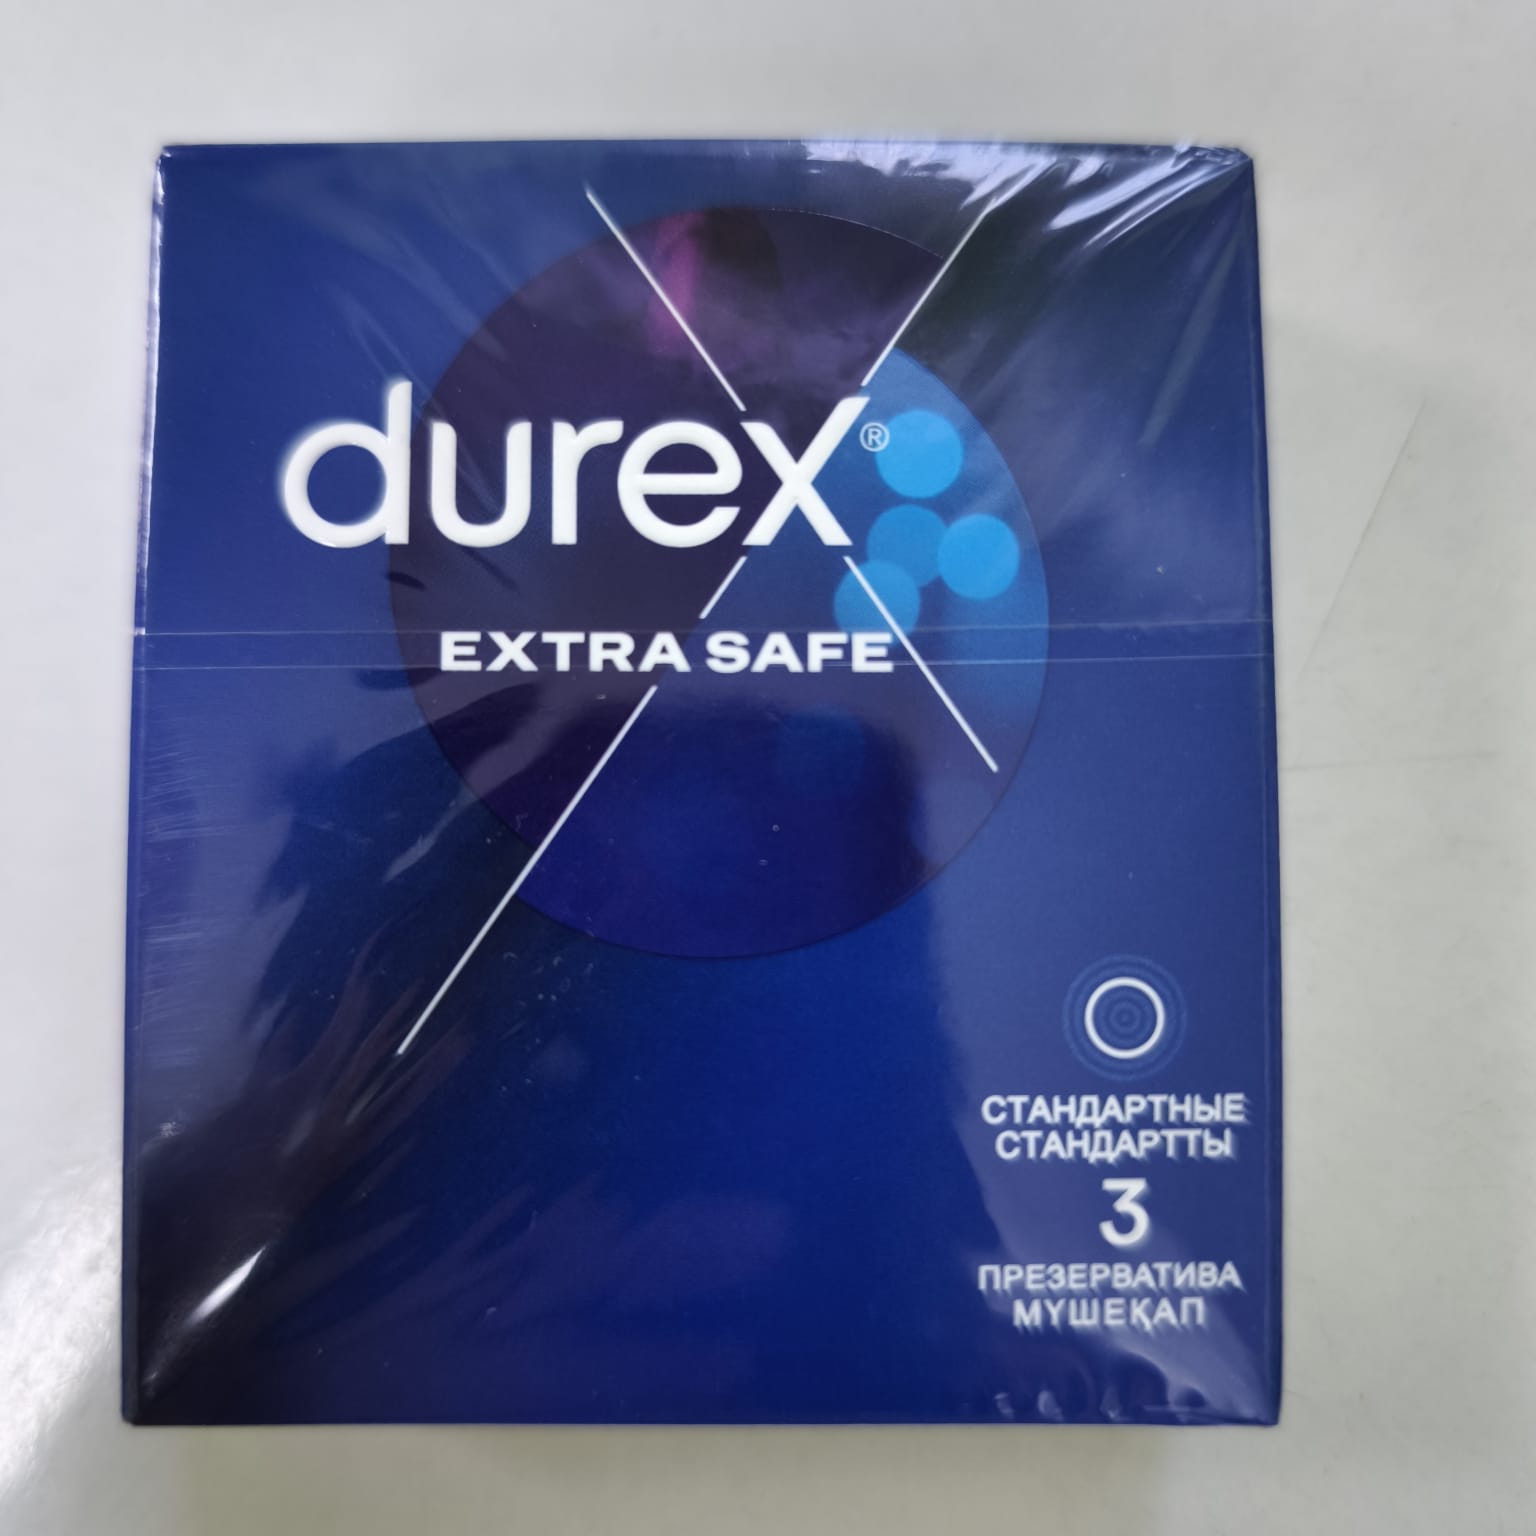 durex®
EXTRA SAFE
СТАНДАРТНЫЕ
СТАНДАРТТЫ
3
ПРЕЗЕРВАТИВА
МҮШЕҚАП